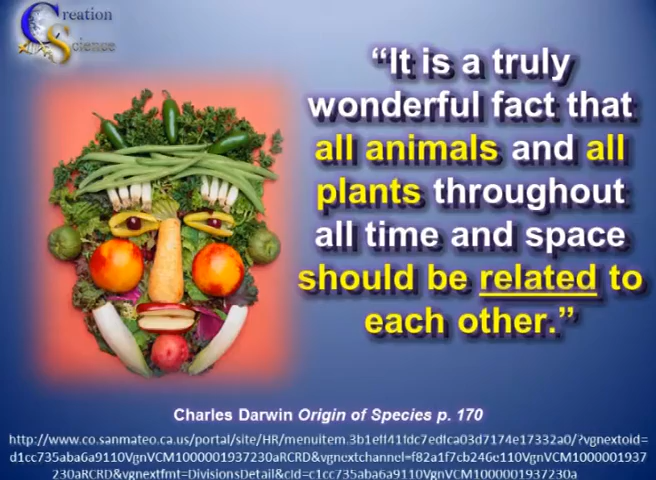 Creation
Science
“It is a truly
wonderful fact that
all animals and all
plants throughout
all time and space
should be related to
each other.”
Charles Darwin Origin of Species p. 170
http://www.co.sanmateo.ca.us/portal/site/HR/menuitem.3b1eff41fdc7edfca03d7174e17332a0/?vgnextoid=
d1cc735aba6a9110VgnVCM1000001937230aRCRD&vgnextchannel=f82a1f7cb246e110VgnVCM1000001937
230aRCRD&vgnextfmt=DivisionsDetail&cid=c1cc735aba6a9110VgnVCM1000001937230a